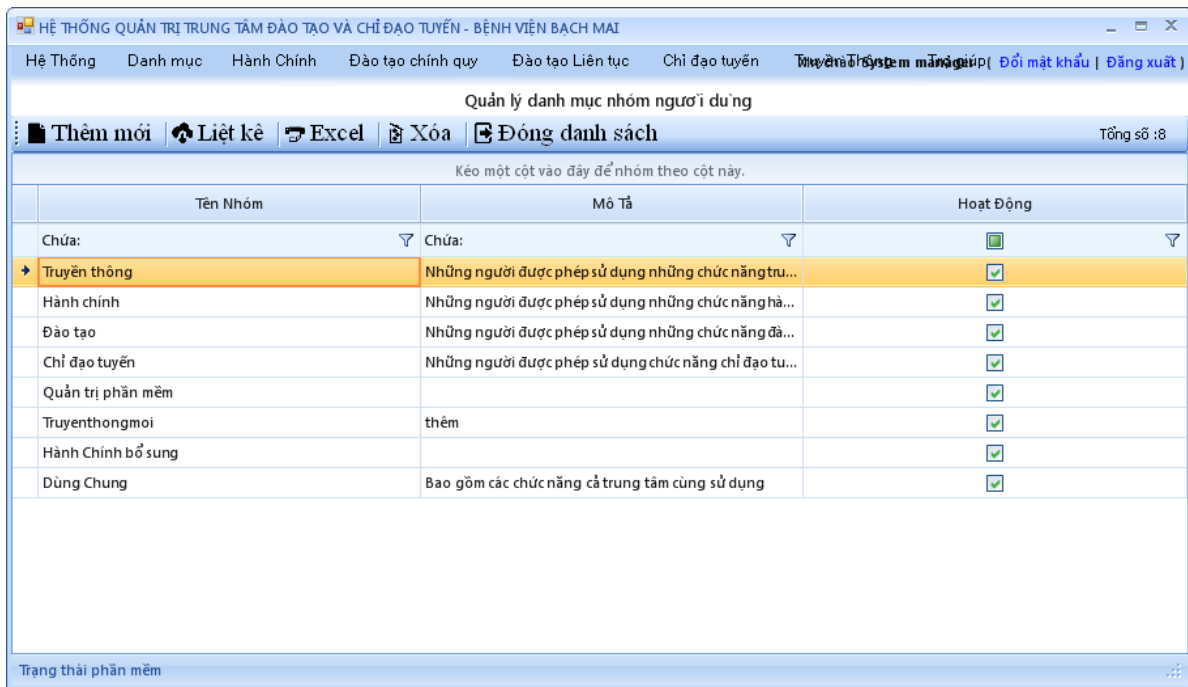 HỆ THỐNG QUẢN TRỊ TRUNG TÂM ĐÀO TẠO VÀ CHỈ ĐẠO TUYẾN - BỆNH VIỆN BẠCH MAI
Hệ Thống Danh mục Hành Chính Đào tạo chính quy Đào tạo Liên tục Chỉ đạo tuyến Truyền Thông Trợ giúp System manager ( Đổi mật khẩu | Đăng xuất )
Quản lý danh mục nhóm người dùng
Thêm mới Liệt kê Excel Xóa Đóng danh sách Tổng số :8
Kéo một cột vào đây để nhóm theo cột này.
Tên Nhóm Mô Tả Hoạt Động
Chứa: Chứa:
Truyền thông Những người được phép sử dụng những chức năng tru...
Hành chính Những người được phép sử dụng những chức năng hà...
Đào tạo Những người được phép sử dụng những chức năng đà...
Chỉ đạo tuyến Những người được phép sử dụng chức năng chỉ đạo tu...
Quản trị phần mềm
Truyenthongmoi thêm
Hành Chính bổ sung
Dùng Chung Bao gồm các chức năng cả trung tâm cùng sử dụng
Trạng thái phần mềm